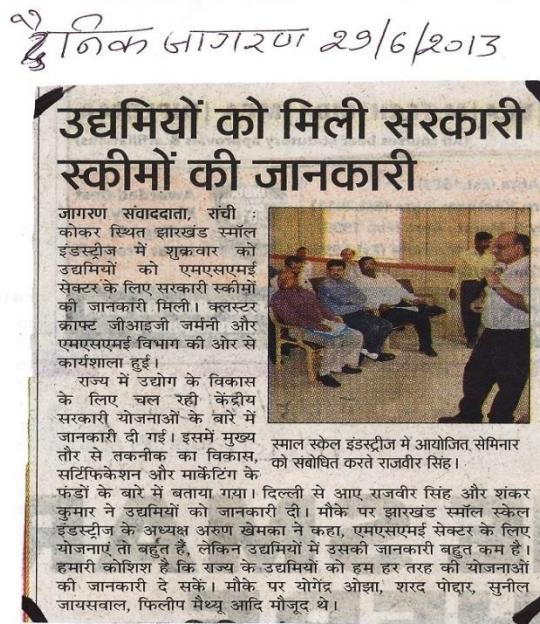 दैनिक जागरण 29/6/2013
उद्यमियों को मिली सरकारी
स्कीमों की जानकारी
जागरण संवाददाता, रांची :
कोकर स्थित झारखंड स्मॉल
इंडस्ट्रीज में शुक्रवार को
उद्यमियों को एमएसएमई
सेक्टर के लिए सरकारी स्कीमों
की जानकारी मिली। क्लस्टर
क्राफ्ट जीआइजी जर्मनी और
एमएसएमई विभाग की ओर से
कार्यशाला हुई।
राज्य में उद्योग के विकास
के लिए चल रही केंद्रीय
सरकारी योजनाओं के बारे में
जानकारी दी गई। इसमें मुख्य
तौर से तकनीक का विकास,
सर्टिफिकेशन और मार्केटिंग के
फंडों के बारे में बताया गया। दिल्ली से आए राजवीर सिंह और शंकर
कुमार ने उद्यमियों को जानकारी दी। मौके पर झारखंड स्मॉल स्केल
इंडस्ट्रीज के अध्यक्ष अरुण खेमका ने कहा, एमएसएमई सेक्टर के लिए
योजनाएं तो बहुत हैं, लेकिन उद्यमियों में उसकी जानकारी बहुत कम है।
हमारी कोशिश है कि राज्य के उद्यमियों को हम हर तरह की योजनाओं
की जानकारी दे सकें। मौके पर योगेंद्र ओझा, शरद पोद्दार, सुनील
जायसवाल, फिलीप मैथ्यू आदि मौजूद थे।
स्माल स्केल इंडस्ट्रीज में आयोजित सेमिनार
को संबोधित करते राजवीर सिंह।